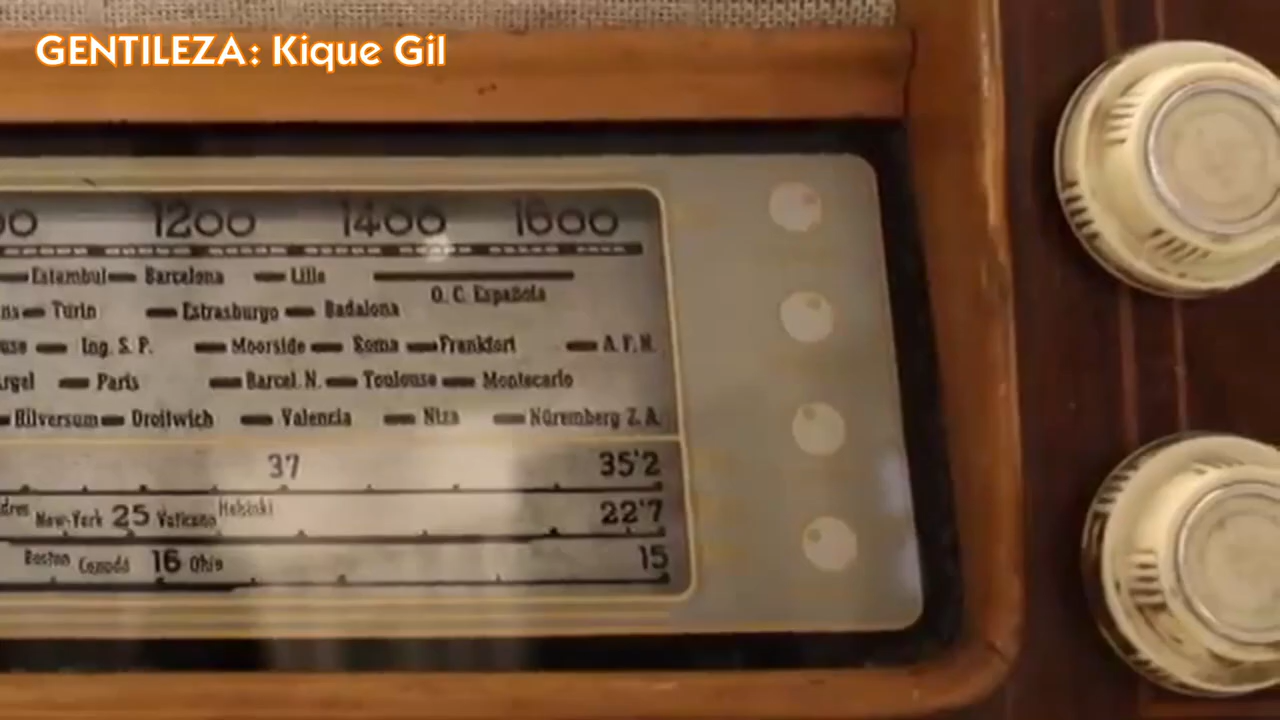 GENTILEZA: Kique Gil
1200 1400 1600
Estambul Barcelona Lille
O. C. Española
Turin Estrasburgo Badalona
Ing. S. P. Moorside Roma Frankfort A. F. N.
Paris Barcel. N. Toulouse Montecarlo
Hilversum Droitwich Valencia Niza Nüremberg Z. A.
37 35'2
New-York 25 Vaticano Helsinki 22'7
Boston Canadá 16 Ohio 15